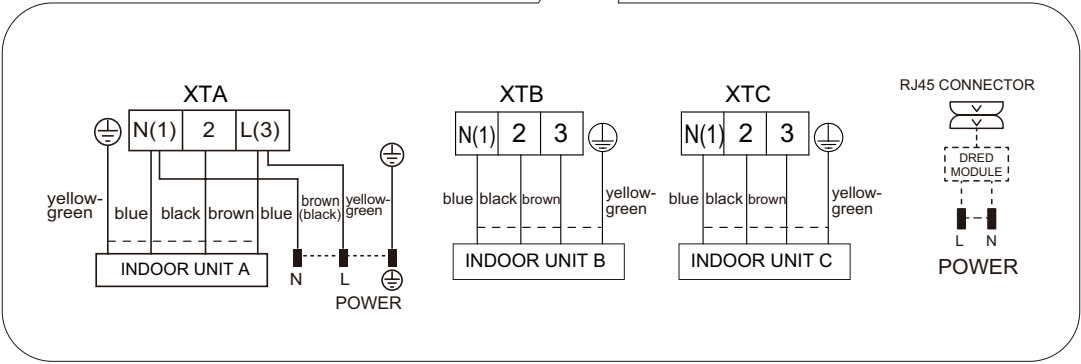 XTA
N(1) 2 L(3)
yellow-
green
blue
black
brown
blue
brown
(black)
yellow-
green
INDOOR UNIT A
N
L
POWER
XTB
N(1) 2 3
blue
black
brown
yellow-
green
INDOOR UNIT B
XTC
N(1) 2 3
blue
black
brown
yellow-
green
INDOOR UNIT C
RJ45 CONNECTOR
DRED
MODULE
L N
POWER